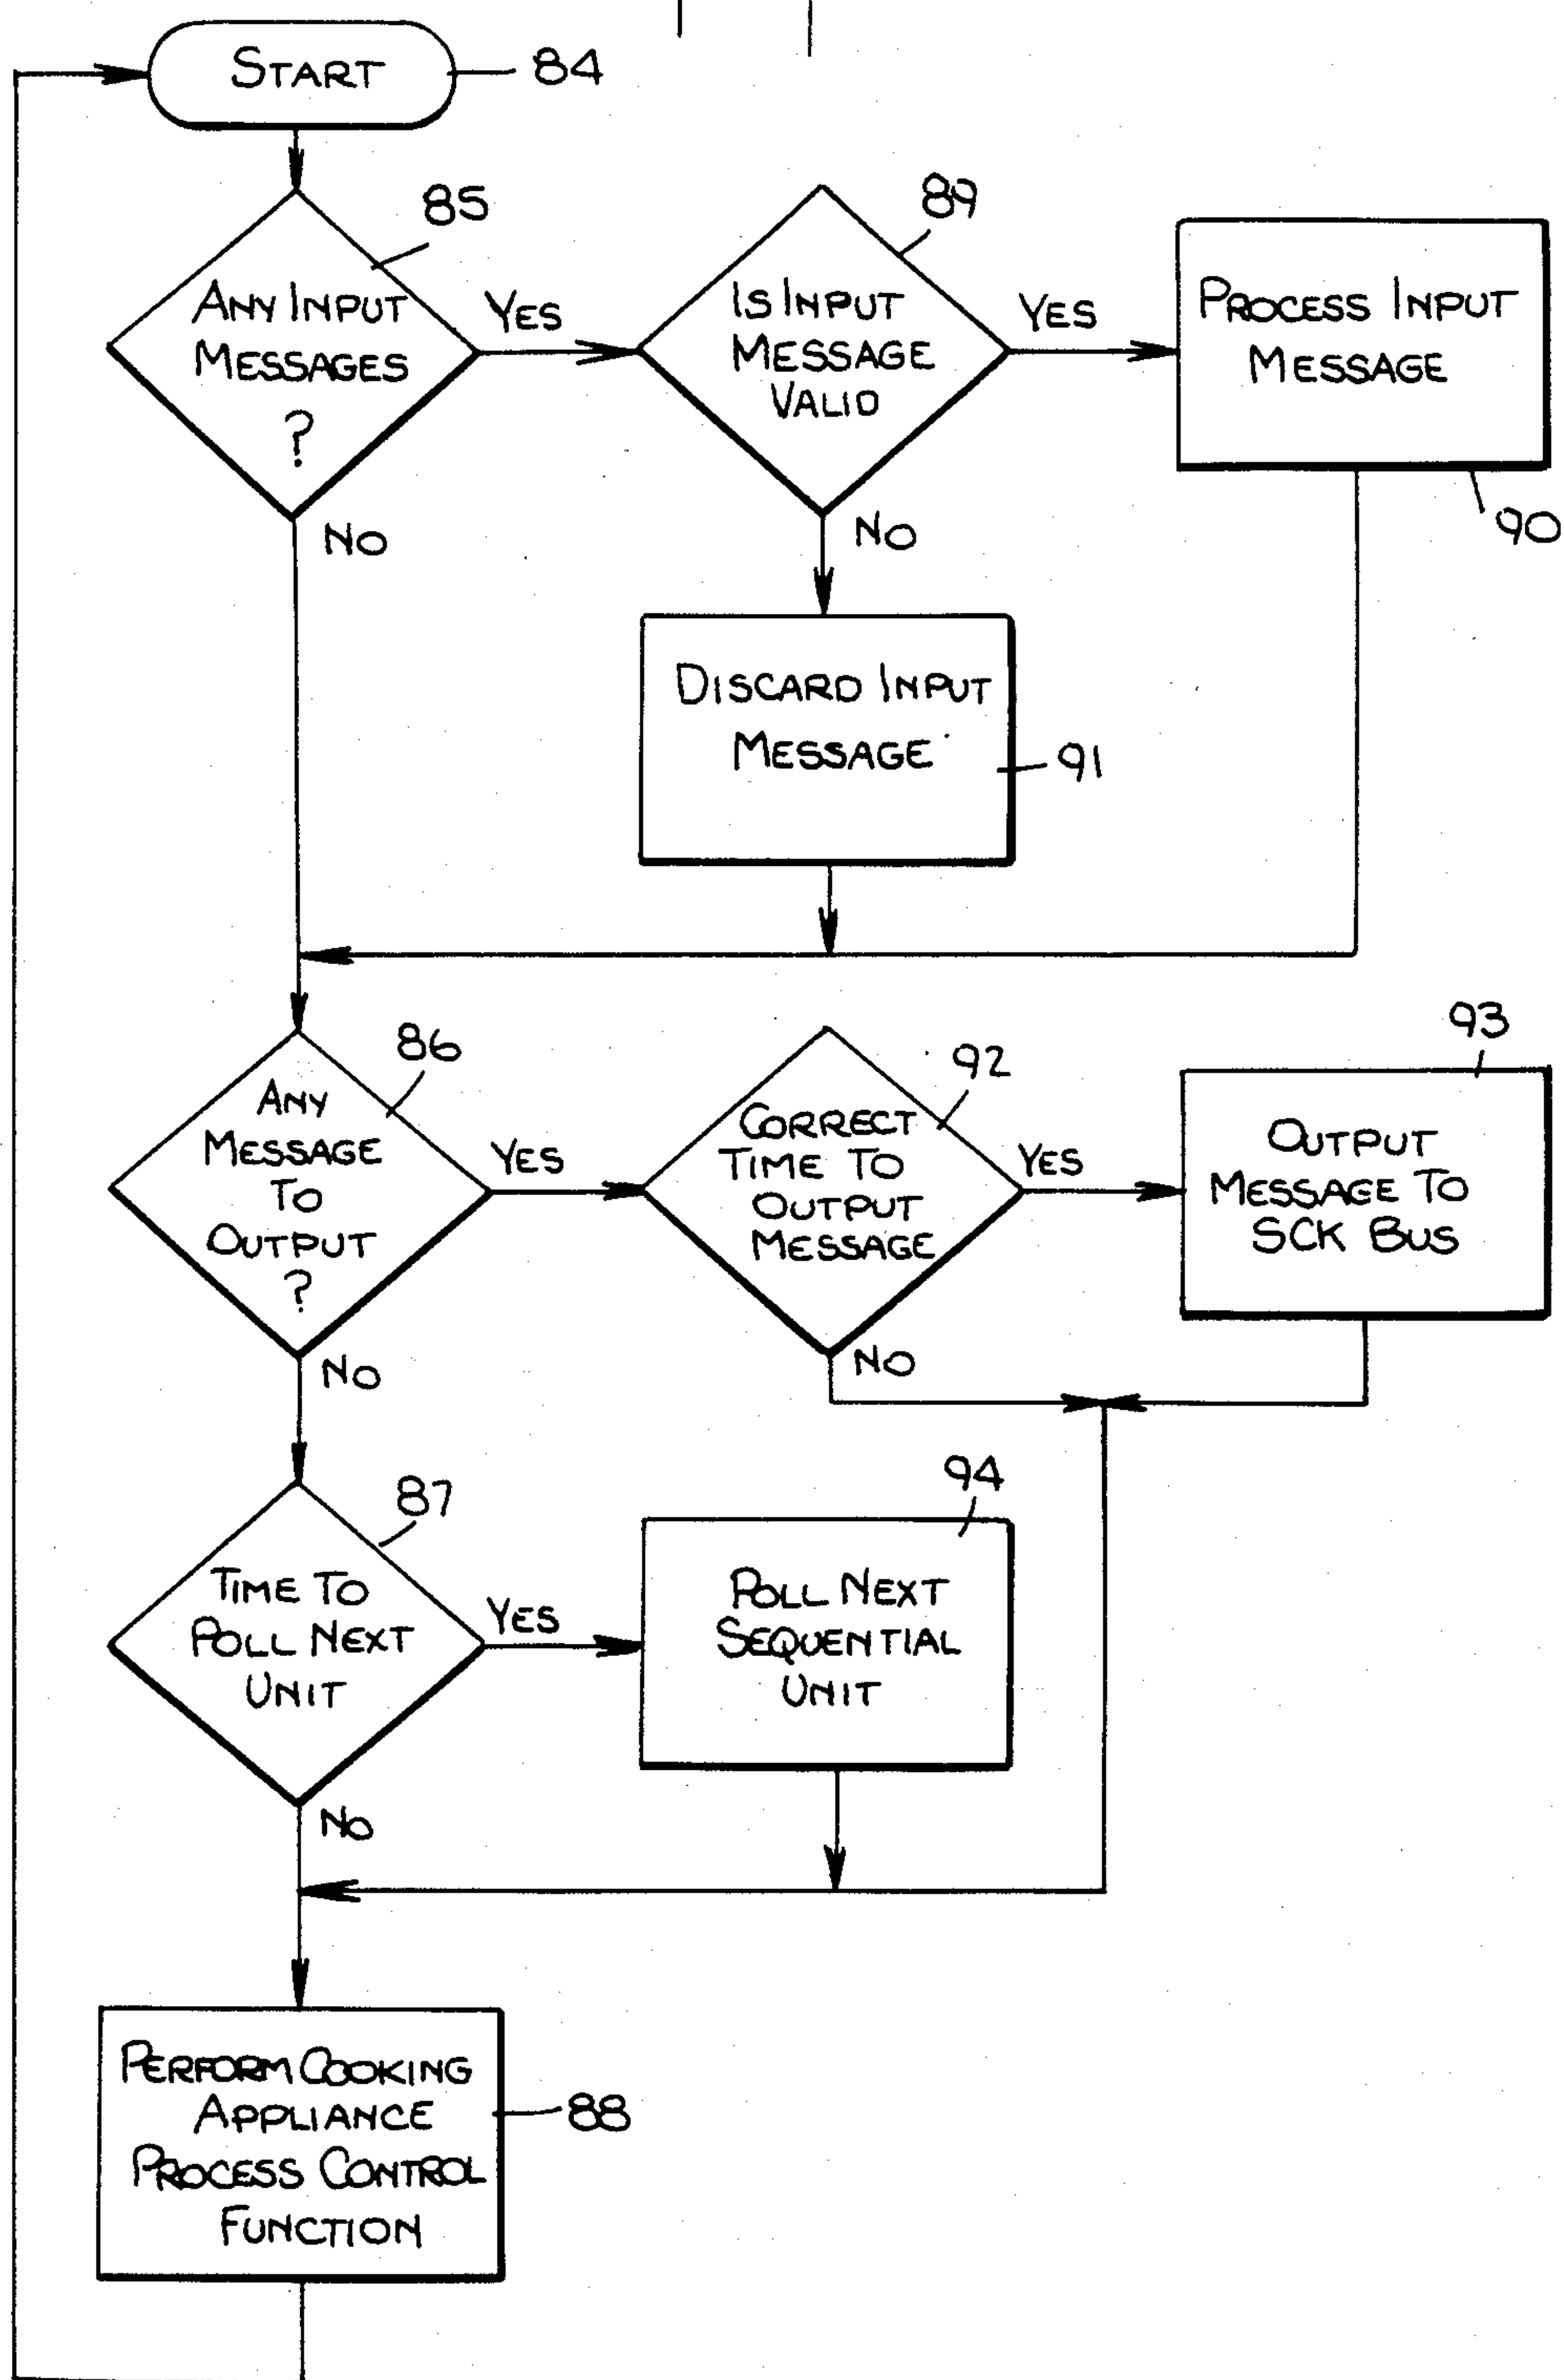 START
84
85
ANY INPUT
MESSAGES
?
YES
NO
89
IS INPUT
MESSAGE
VALID
YES
NO
PROCESS INPUT
MESSAGE
90
DISCARD INPUT
MESSAGE
91
86
ANY
MESSAGE
TO
OUTPUT
?
YES
NO
92
CORRECT
TIME TO
OUTPUT
MESSAGE
YES
NO
93
OUTPUT
MESSAGE TO
SCK BUS
87
TIME TO
POLL NEXT
UNIT
YES
NO
94
POLL NEXT
SEQUENTIAL
UNIT
PERFORM COOKING
APPLIANCE
PROCESS CONTROL
FUNCTION
88